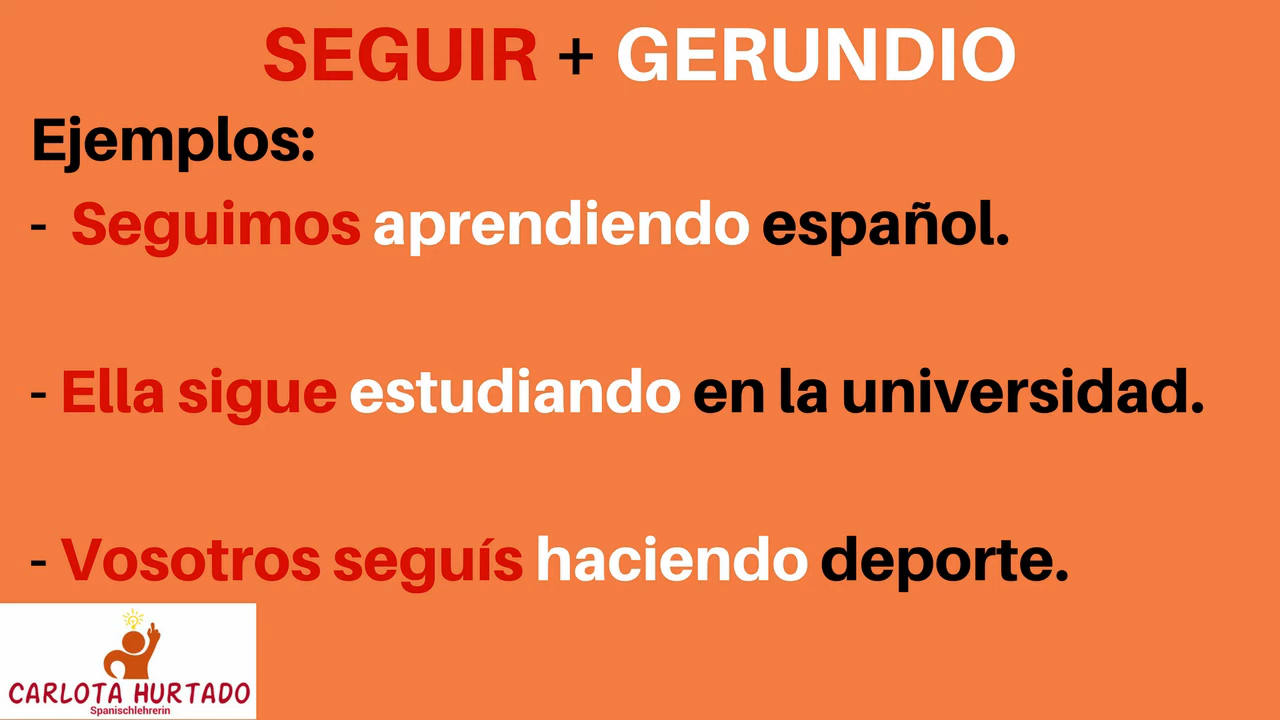 SEGUIR + GERUNDIO
Ejemplos:
- Seguimos aprendiendo español.
- Ella sigue estudiando en la universidad.
- Vosotros seguís haciendo deporte.
CARLOTA HURTADO
Spanischlehrerin